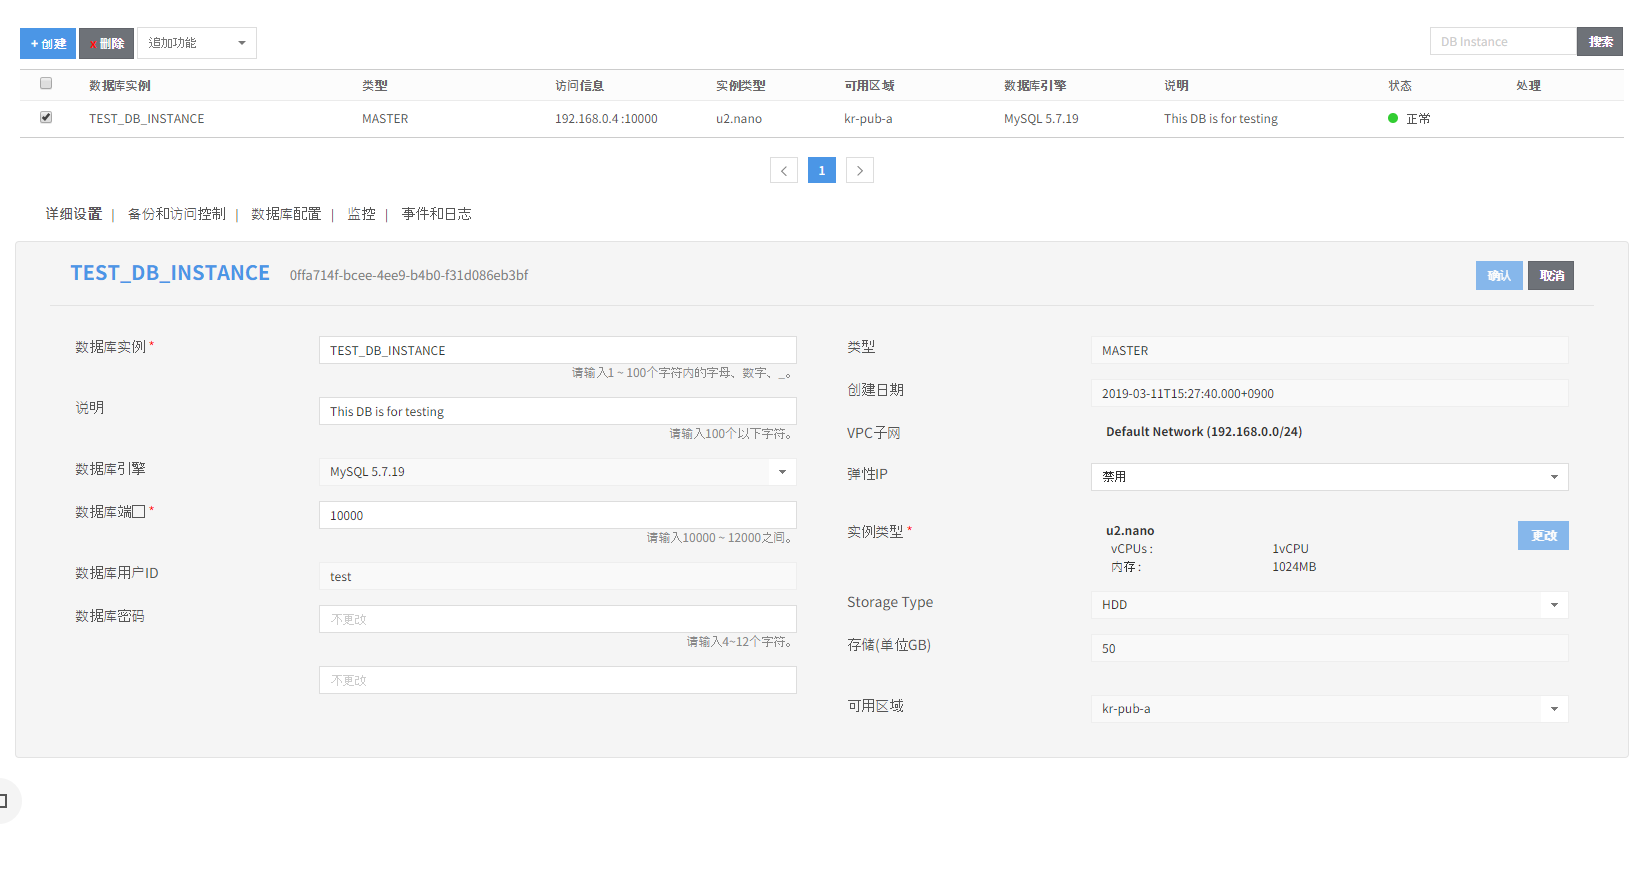 + 创建 x 删除 追加功能 DB Instance 搜索
数据库实例 类型 访问信息 实例类型 可用区域 数据库引擎 说明 状态 处理
TEST_DB_INSTANCE MASTER 192.168.0.4 :10000 u2.nano kr-pub-a MySQL 5.7.19 This DB is for testing 正常
< 1 >
详细设置 | 备份和访问控制 | 数据库配置 | 监控 | 事件和日志
TEST_DB_INSTANCE 0ffa714f-bcee-4ee9-b4b0-f31d086eb3bf 确认 取消
数据库实例 * TEST_DB_INSTANCE
请输入1 ~ 100个字符内的字母、数字、_。
说明 This DB is for testing
请输入100个以下字符。
数据库引擎 MySQL 5.7.19
数据库端口 * 10000
请输入10000 ~ 12000之间。
数据库用户ID test
数据库密码 不更改
请输入4~12个字符。
不更改
类型 MASTER
创建日期 2019-03-11T15:27:40.000+0900
VPC子网 Default Network (192.168.0.0/24)
弹性IP 禁用
实例类型 * u2.nano 更改
vCPUs : 1vCPU
内存 : 1024MB
Storage Type HDD
存储(单位GB) 50
可用区域 kr-pub-a